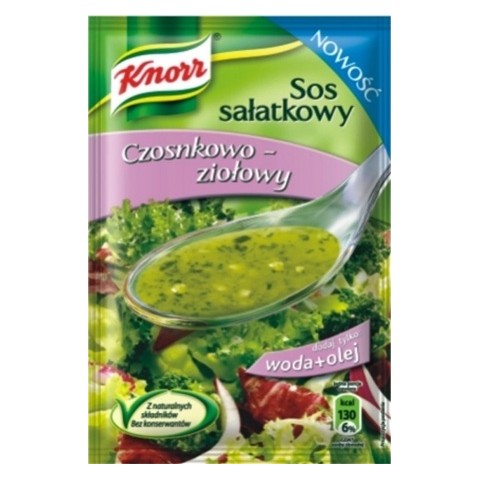 NOWOŚĆ
Knorr
Sos
sałatkowy
Czosnkowo –
ziołowy
dodaj tylko
woda+olej
Z naturalnych
składników
Bez konserwantów
kcal
130
6%